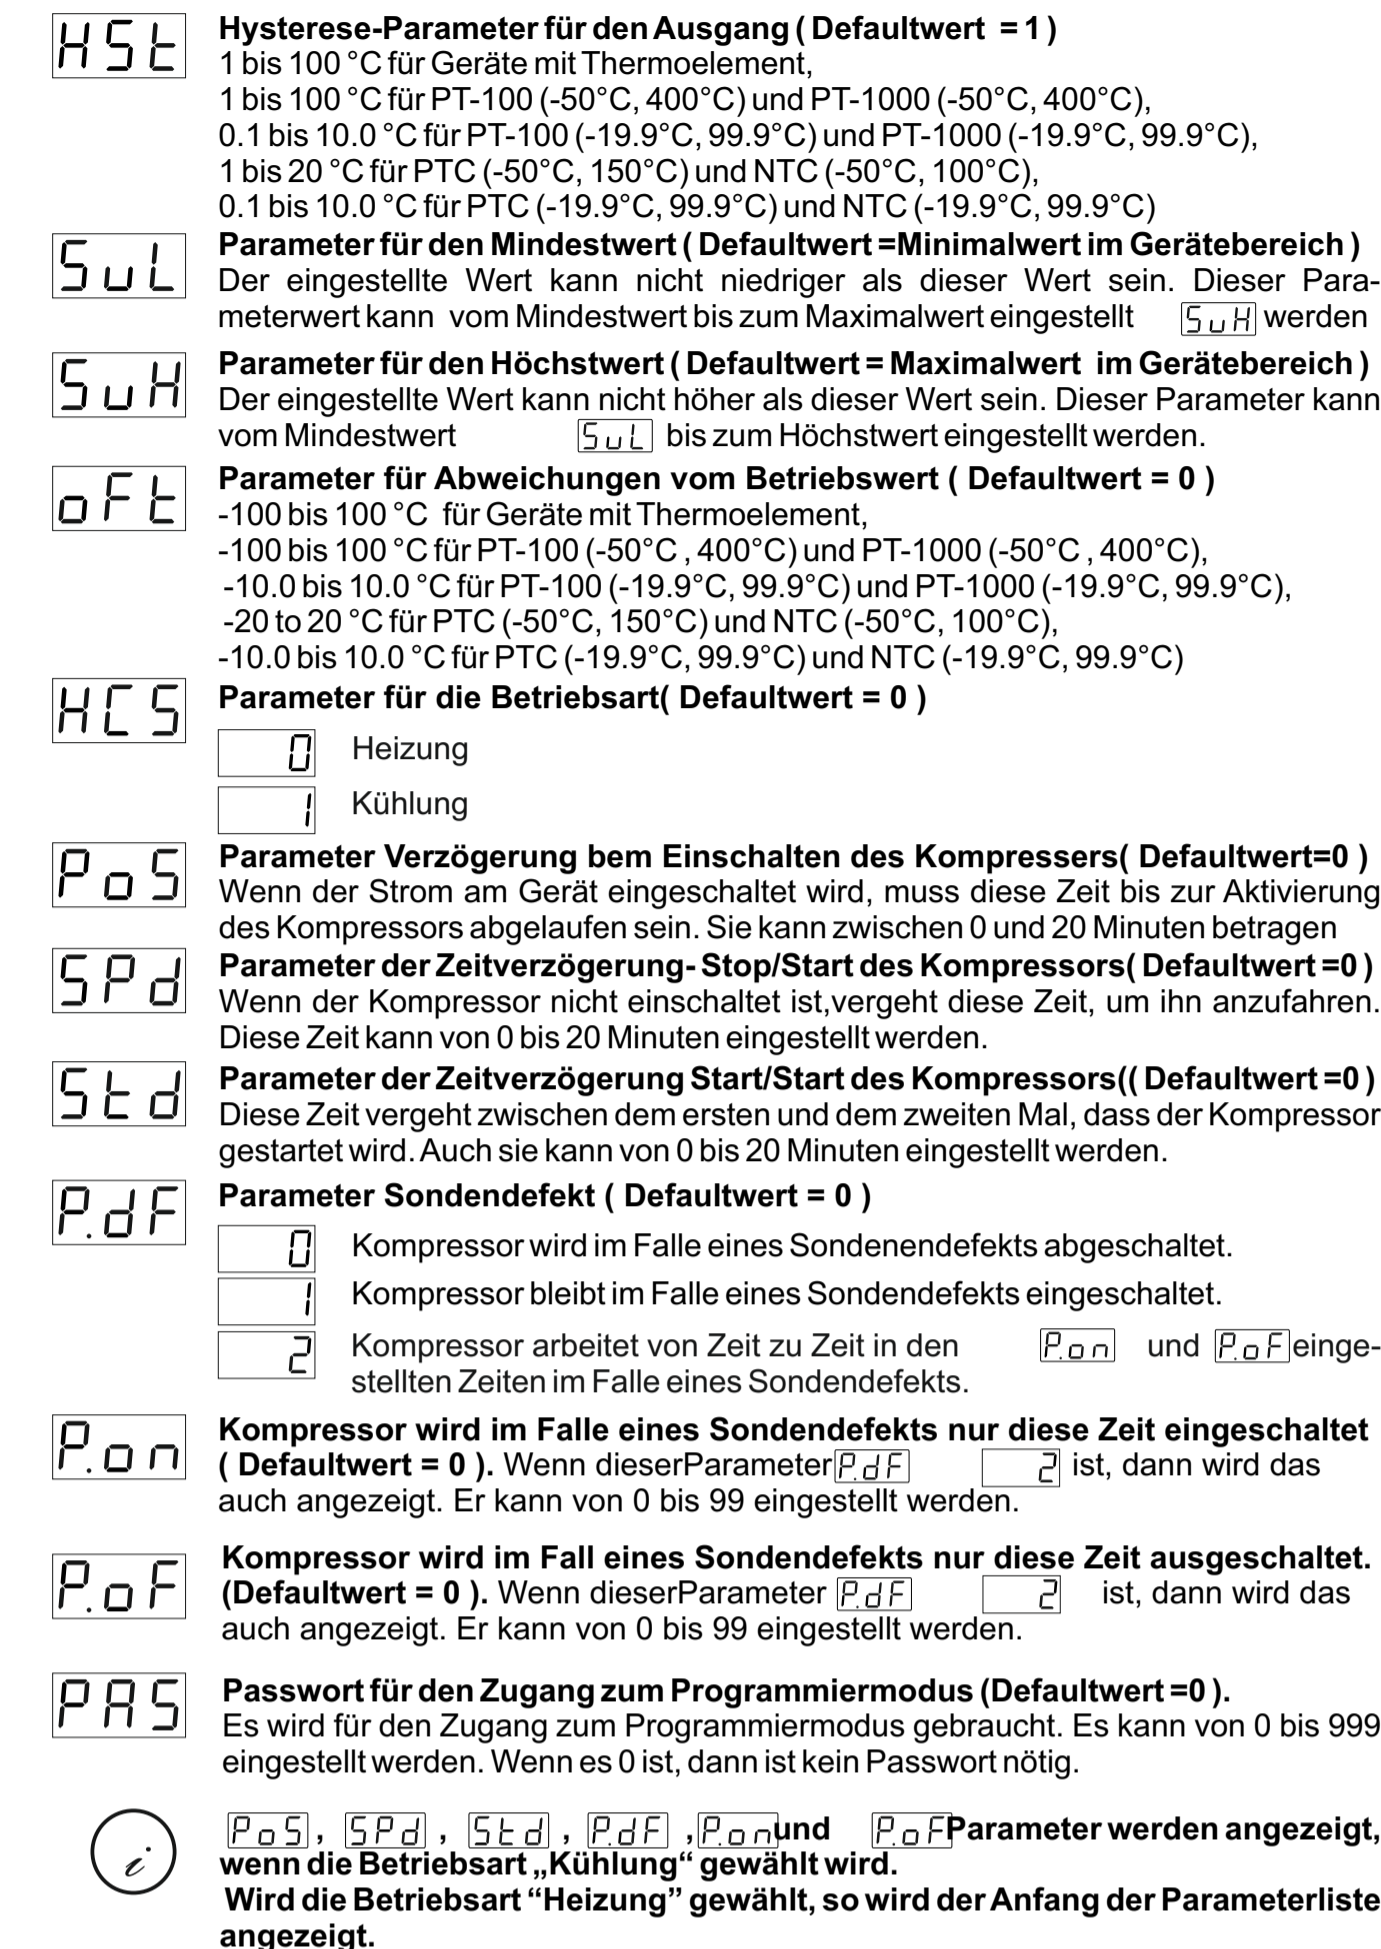 HSt Hysterese-Parameter für den Ausgang ( Defaultwert = 1 )
1 bis 100 °C für Geräte mit Thermoelement,
1 bis 100 °C für PT-100 (-50°C, 400°C) und PT-1000 (-50°C, 400°C),
0.1 bis 10.0 °C für PT-100 (-19.9°C, 99.9°C) und PT-1000 (-19.9°C, 99.9°C),
1 bis 20 °C für PTC (-50°C, 150°C) und NTC (-50°C, 100°C),
0.1 bis 10.0 °C für PTC (-19.9°C, 99.9°C) und NTC (-19.9°C, 99.9°C)
SuL Parameter für den Mindestwert ( Defaultwert =Minimalwert im Gerätebereich )
Der eingestellte Wert kann nicht niedriger als dieser Wert sein. Dieser Para-
meterwert kann vom Mindestwert bis zum Maximalwert eingestellt SuH werden
SuH Parameter für den Höchstwert ( Defaultwert = Maximalwert im Gerätebereich )
Der eingestellte Wert kann nicht höher als dieser Wert sein. Dieser Parameter kann
vom Mindestwert SuL bis zum Höchstwert eingestellt werden.
oFt Parameter für Abweichungen vom Betriebswert ( Defaultwert = 0 )
-100 bis 100 °C für Geräte mit Thermoelement,
-100 bis 100 °C für PT-100 (-50°C , 400°C) und PT-1000 (-50°C , 400°C),
-10.0 bis 10.0 °C für PT-100 (-19.9°C, 99.9°C) und PT-1000 (-19.9°C, 99.9°C),
-20 to 20 °C für PTC (-50°C, 150°C) und NTC (-50°C, 100°C),
-10.0 bis 10.0 °C für PTC (-19.9°C, 99.9°C) und NTC (-19.9°C, 99.9°C)
HCS Parameter für die Betriebsart( Defaultwert = 0 )
0 Heizung
1 Kühlung
PoS Parameter Verzögerung bem Einschalten des Kompressers( Defaultwert=0 )
Wenn der Strom am Gerät eingeschaltet wird, muss diese Zeit bis zur Aktivierung
des Kompressors abgelaufen sein. Sie kann zwischen 0 und 20 Minuten betragen
SPd Parameter der Zeitverzögerung- Stop/Start des Kompressors( Defaultwert =0 )
Wenn der Kompressor nicht einschaltet ist,vergeht diese Zeit, um ihn anzufahren.
Diese Zeit kann von 0 bis 20 Minuten eingestellt werden.
Std Parameter der Zeitverzögerung Start/Start des Kompressors(( Defaultwert =0 )
Diese Zeit vergeht zwischen dem ersten und dem zweiten Mal, dass der Kompressor
gestartet wird. Auch sie kann von 0 bis 20 Minuten eingestellt werden.
P.dF Parameter Sondendefekt ( Defaultwert = 0 )
0 Kompressor wird im Falle eines Sondenendefekts abgeschaltet.
1 Kompressor bleibt im Falle eines Sondendefekts eingeschaltet.
2 Kompressor arbeitet von Zeit zu Zeit in den P.on und P.oF einge-
stellten Zeiten im Falle eines Sondendefekts.
P.on Kompressor wird im Falle eines Sondendefekts nur diese Zeit eingeschaltet
( Defaultwert = 0 ). Wenn dieserParameter P.dF 2 ist, dann wird das
auch angezeigt. Er kann von 0 bis 99 eingestellt werden.
P.oF Kompressor wird im Fall eines Sondendefekts nur diese Zeit ausgeschaltet.
(Defaultwert = 0 ). Wenn dieserParameter P.dF 2 ist, dann wird das
auch angezeigt. Er kann von 0 bis 99 eingestellt werden.
PAS Passwort für den Zugang zum Programmiermodus (Defaultwert =0 ).
Es wird für den Zugang zum Programmiermodus gebraucht. Es kann von 0 bis 999
eingestellt werden. Wenn es 0 ist, dann ist kein Passwort nötig.
i PoS , SPd , Std , P.dF , P.on und P.oF Parameter werden angezeigt,
wenn die Betriebsart „Kühlung“ gewählt wird.
Wird die Betriebsart “Heizung” gewählt, so wird der Anfang der Parameterliste
angezeigt.